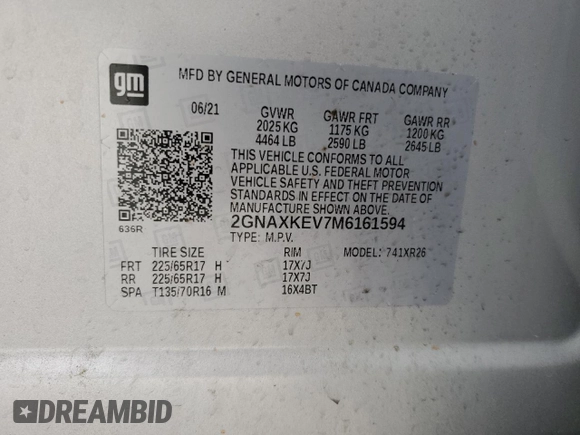 gm MFD BY GENERAL MOTORS OF CANADA COMPANY
06/21 GVWR GAWR FRT GAWR RR
2025 KG 1175 KG 1200 KG
4464 LB 2590 LB 2645 LB
THIS VEHICLE CONFORMS TO ALL
APPLICABLE U.S. FEDERAL MOTOR
VEHICLE SAFETY AND THEFT PREVENTION
STANDARDS IN EFFECT ON THE DATE OF
MANUFACTURE SHOWN ABOVE.
636R 2GNAXKEV7M6161594
TYPE: M.P.V. MODEL: 741XR26
TIRE SIZE RIM
FRT 225/65R17 H 17X7J
RR 225/65R17 H 17X7J
SPA T135/70R16 M 16X4BT
DREAMBID